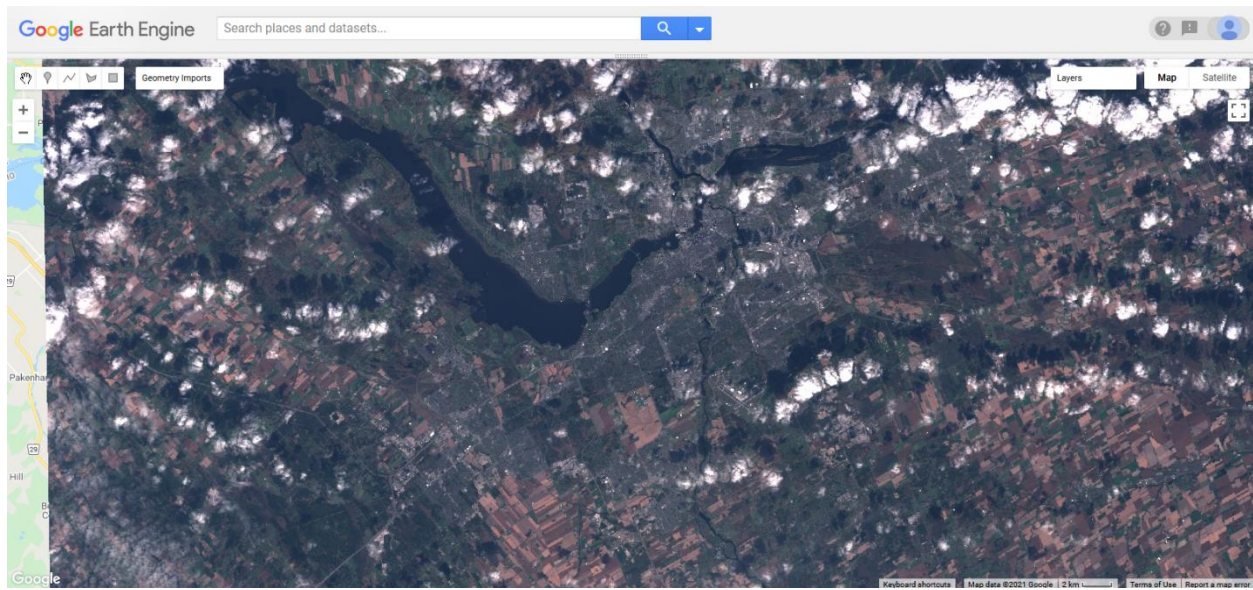 Google Earth Engine
Search places and datasets...
Geometry Imports
Layers
Map
Satellite
+
−
29
Pakenha
29
Hill
Google
Keyboard shortcuts
Map data ©2021 Google
2 km
Terms of Use
Report a map error